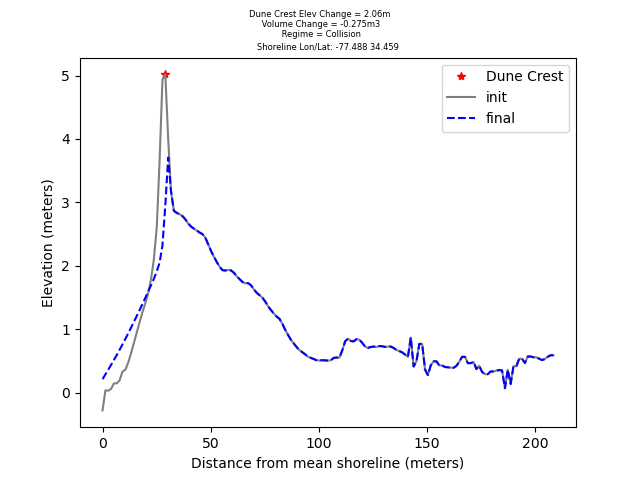 Dune Crest Elev Change = 2.06m
Volume Change = -0.275m3
Regime = Collision
Shoreline Lon/Lat: -77.488 34.459
Dune Crest
init
final
Elevation (meters)
5
4
3
2
1
0
0 50 100 150 200
Distance from mean shoreline (meters)